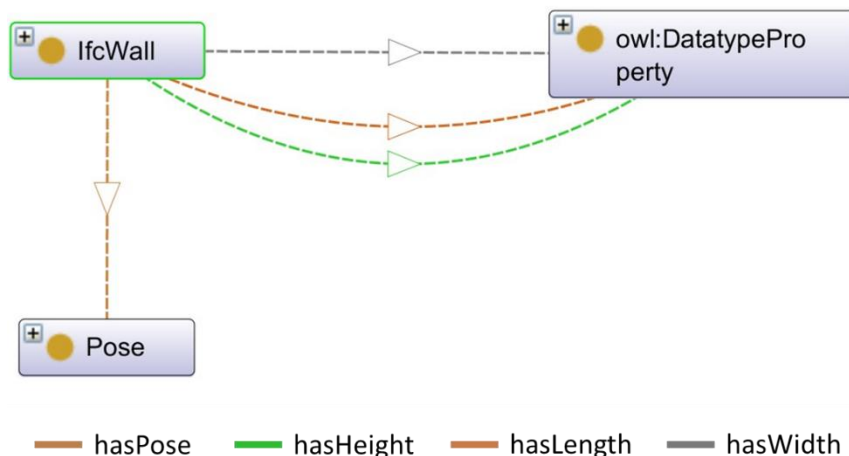 IfcWall
owl:DatatypePro
perty
Pose
hasPose hasHeight hasLength hasWidth